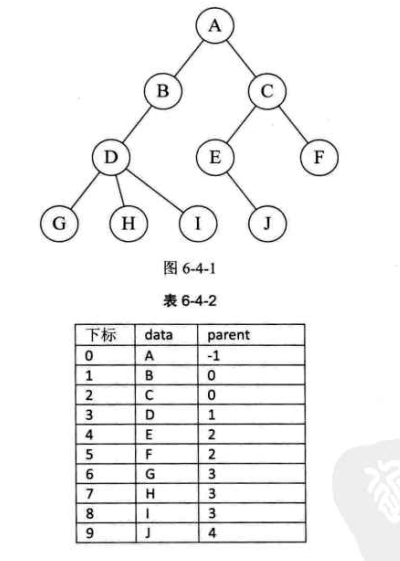 A
B C
D E F
G H I J
图 6-4-1
表 6-4-2
下标 data parent
0 A -1
1 B 0
2 C 0
3 D 1
4 E 2
5 F 2
6 G 3
7 H 3
8 I 3
9 J 4